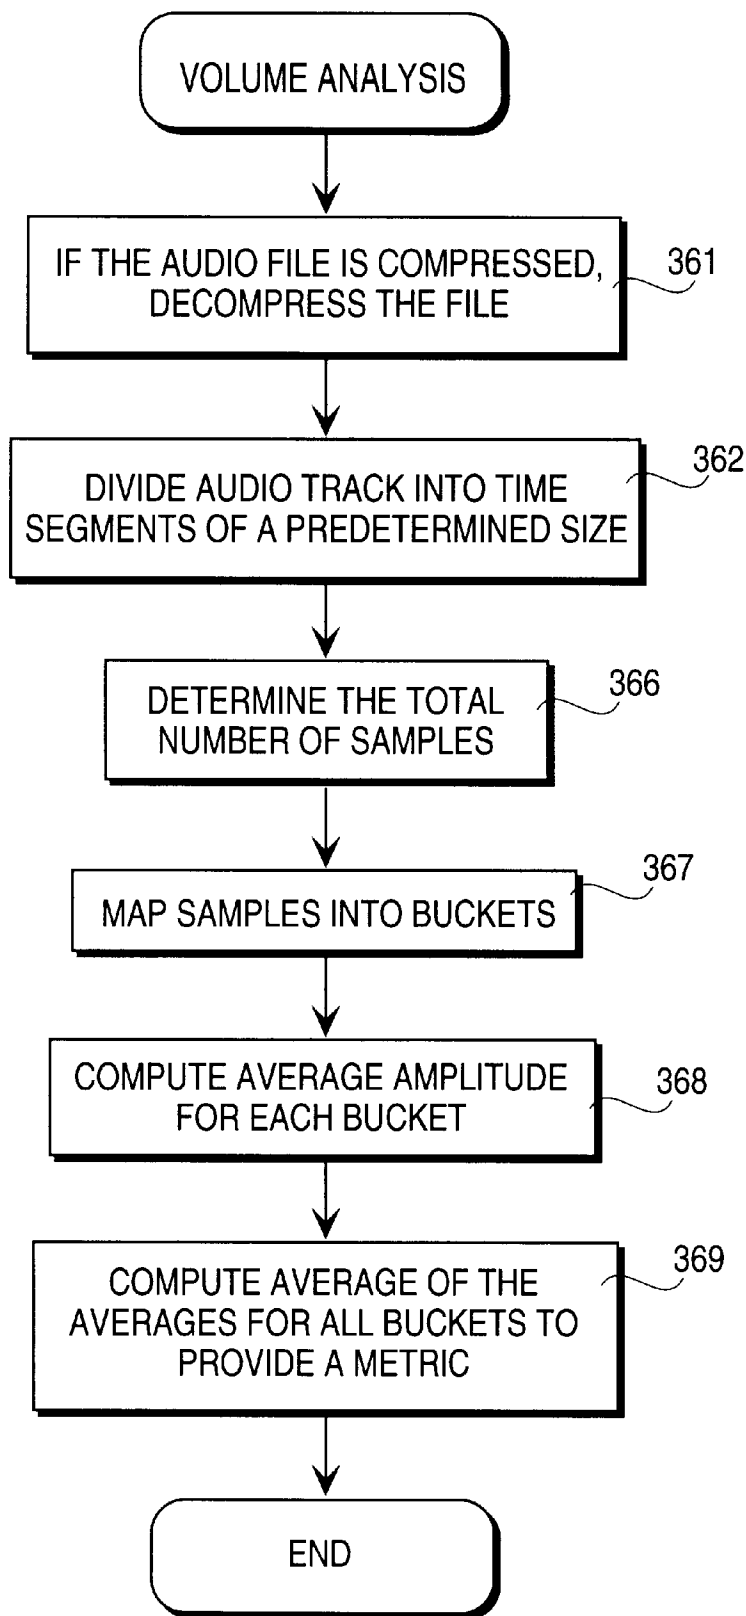 VOLUME ANALYSIS
IF THE AUDIO FILE IS COMPRESSED,
DECOMPRESS THE FILE
361
DIVIDE AUDIO TRACK INTO TIME
SEGMENTS OF A PREDETERMINED SIZE
362
DETERMINE THE TOTAL
NUMBER OF SAMPLES
366
MAP SAMPLES INTO BUCKETS
367
COMPUTE AVERAGE AMPLITUDE
FOR EACH BUCKET
368
COMPUTE AVERAGE OF THE
AVERAGES FOR ALL BUCKETS TO
PROVIDE A METRIC
369
END